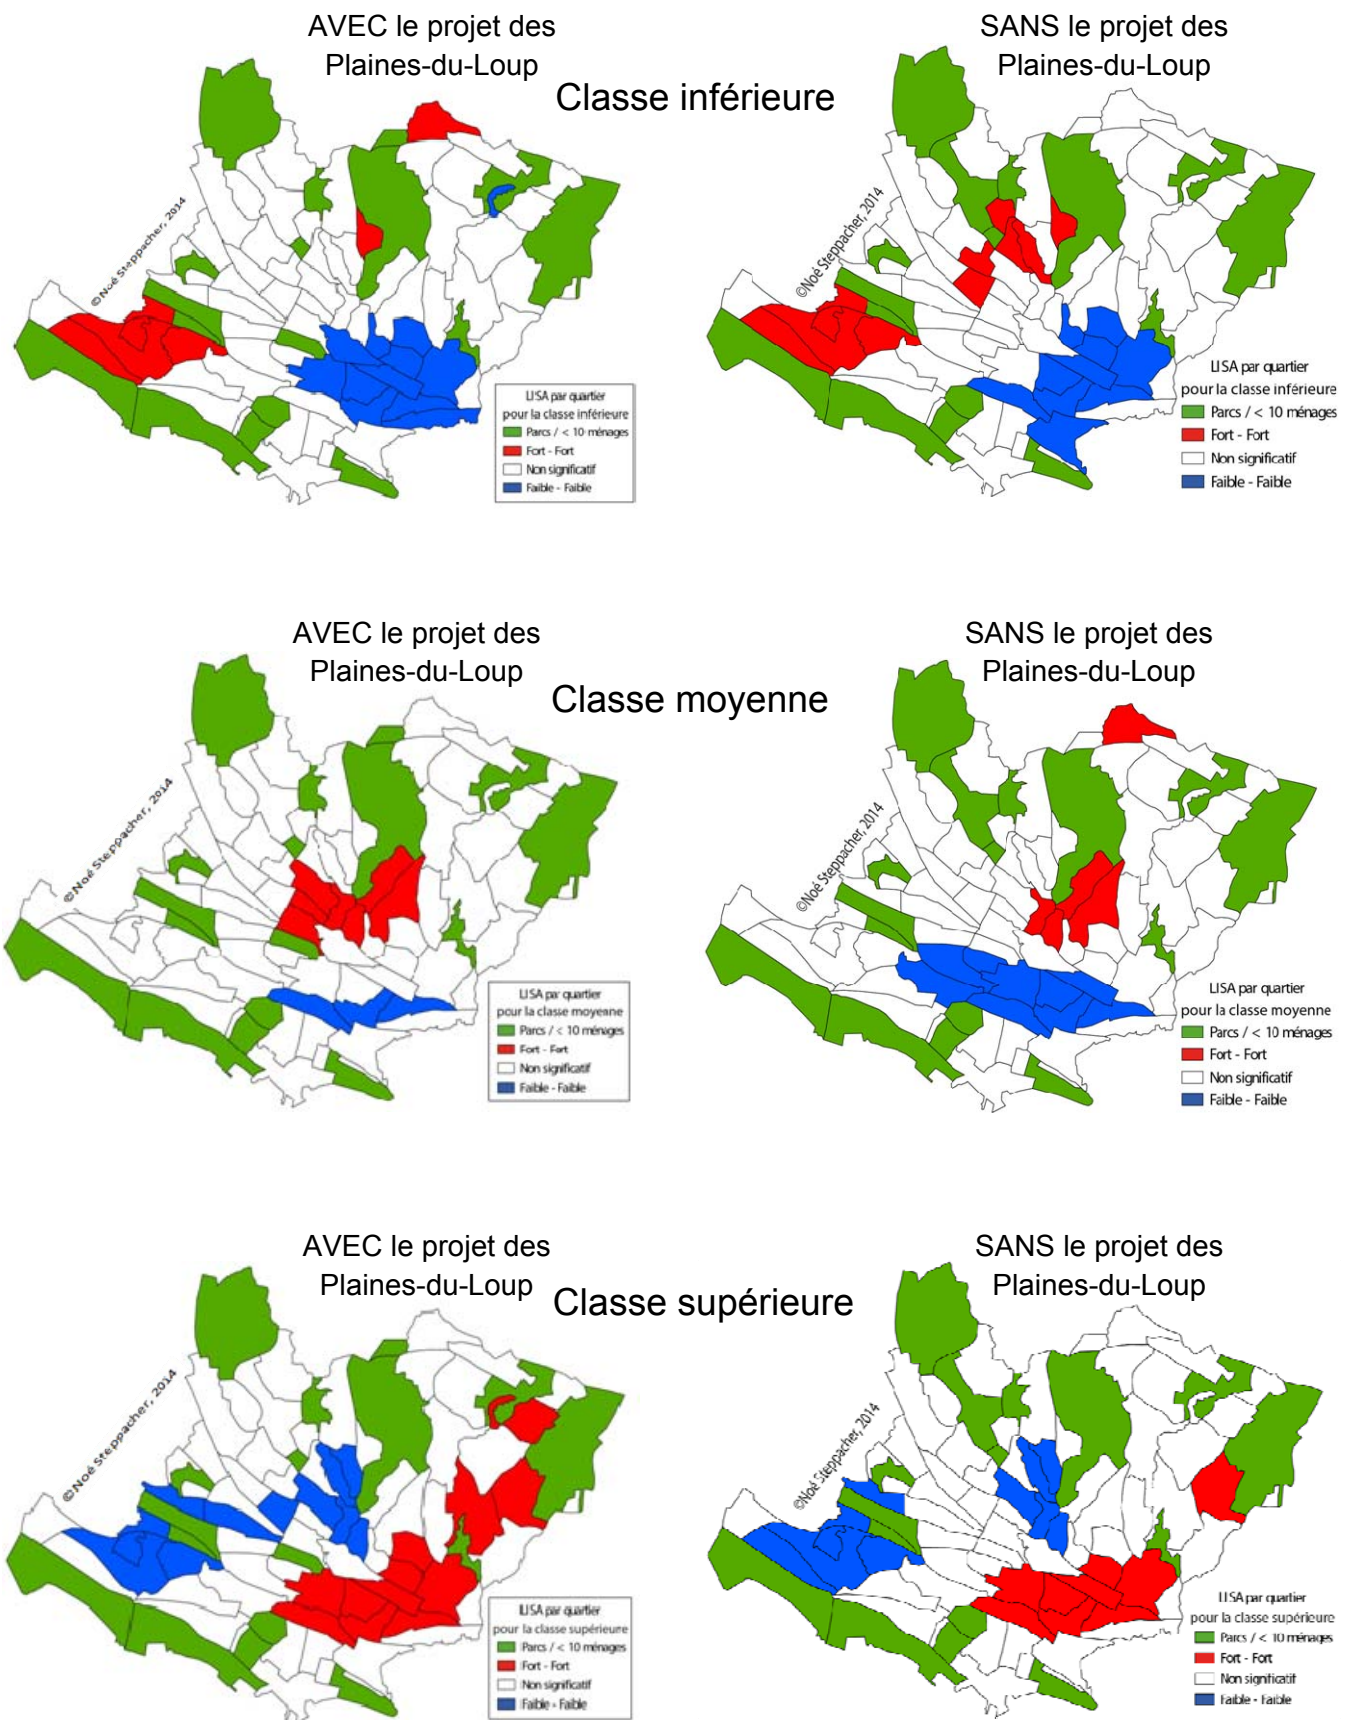 AVEC le projet des
Plaines-du-Loup
SANS le projet des
Plaines-du-Loup
Classe inférieure
©Noé Steppacher, 2014
©Noé Steppacher, 2014
LISA par quartier
pour la classe inférieure
Parcs / < 10 ménages
Fort - Fort
Non significatif
Faible - Faible
LISA par quartier
pour la classe inférieure
Parcs / < 10 ménages
Fort - Fort
Non significatif
Faible - Faible
AVEC le projet des
Plaines-du-Loup
SANS le projet des
Plaines-du-Loup
Classe moyenne
©Noé Steppacher, 2014
©Noé Steppacher, 2014
LISA par quartier
pour la classe moyenne
Parcs / < 10 ménages
Fort - Fort
Non significatif
Faible - Faible
LISA par quartier
pour la classe moyenne
Parcs / < 10 ménages
Fort - Fort
Non significatif
Faible - Faible
AVEC le projet des
Plaines-du-Loup
SANS le projet des
Plaines-du-Loup
Classe supérieure
©Noé Steppacher, 2014
©Noé Steppacher, 2014
LISA par quartier
pour la classe supérieure
Parcs / < 10 ménages
Fort - Fort
Non significatif
Faible - Faible
LISA par quartier
pour la classe supérieure
Parcs / < 10 ménages
Fort - Fort
Non significatif
Faible - Faible